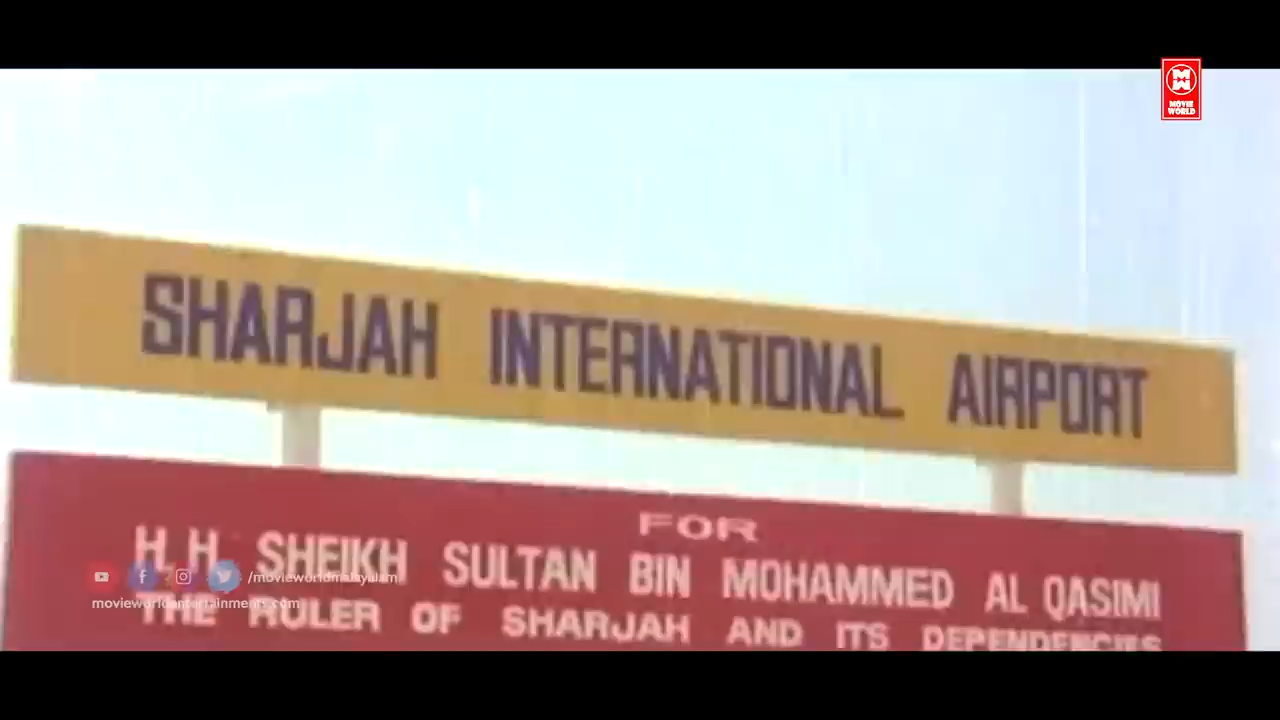 MOVIE
WORLD
SHARJAH INTERNATIONAL AIRPORT
FOR
H.H. SHEIKH SULTAN BIN MOHAMMED AL QASIMI
/movieworldmalayalam
movieworldentertainments.com
THE RULER OF SHARJAH AND ITS DEPENDENCIES